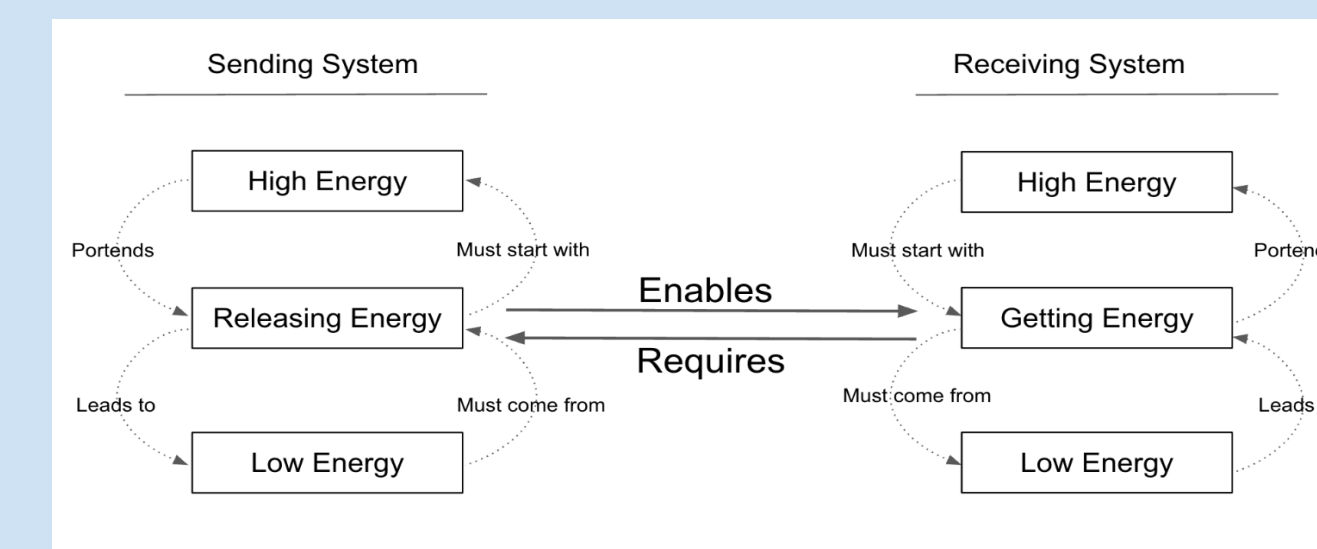 Sending System
Receiving System
High Energy
High Energy
Portends
Must start with
Must start with
Enables
Releasing Energy
Getting Energy
Requires
Leads to
Must come from
Must come from
Leads
Low Energy
Low Energy